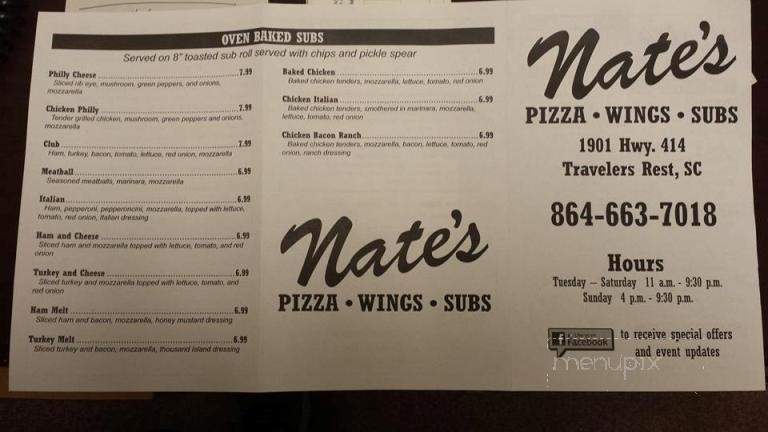 OVEN BAKED SUBS
Served on 8" toasted sub roll served with chips and pickle spear
Philly Cheese 7.99
Sliced rib eye, mushroom, green peppers, and onions,
mozzarella
Chicken Philly 7.99
Tender grilled chicken, mushroom, green peppers and onions,
mozzarella
Club 7.99
Ham, turkey, bacon, tomato, lettuce, red onion, mozzarella
Meatball 6.99
Seasoned meatballs, marinara, mozzarella
Italian 6.99
Ham, pepperoni, pepperoncini, mozzarella, topped with lettuce,
tomato, red onion, italian dressing
Ham and Cheese 6.99
Sliced ham and mozzarella topped with lettuce, tomato, and red
onion
Turkey and Cheese 6.99
Sliced turkey and mozzarella topped with lettuce, tomato, and
red onion
Ham Melt 6.99
Sliced ham and bacon, mozzarella, honey mustard dressing
Turkey Melt 6.99
Sliced turkey and bacon, mozzarella, thousand island dressing
Baked Chicken 6.99
Baked chicken tenders, mozzarella, lettuce, tomato, red onion
Chicken Italian 6.99
Baked chicken tenders, smothered in marinara, mozzarella,
lettuce, tomato, red onion
Chicken Bacon Ranch 6.99
Baked chicken tenders, mozzarella, bacon, lettuce, tomato, red
onion, ranch dressing
Nate's
PIZZA • WINGS • SUBS
Nate's
PIZZA • WINGS • SUBS
1901 Hwy. 414
Travelers Rest, SC
864-663-7018
Hours
Tuesday – Saturday 11 a.m. - 9:30 p.m.
Sunday 4 p.m. - 9:30 p.m.
Facebook
to receive special offers
and event updates
menupix